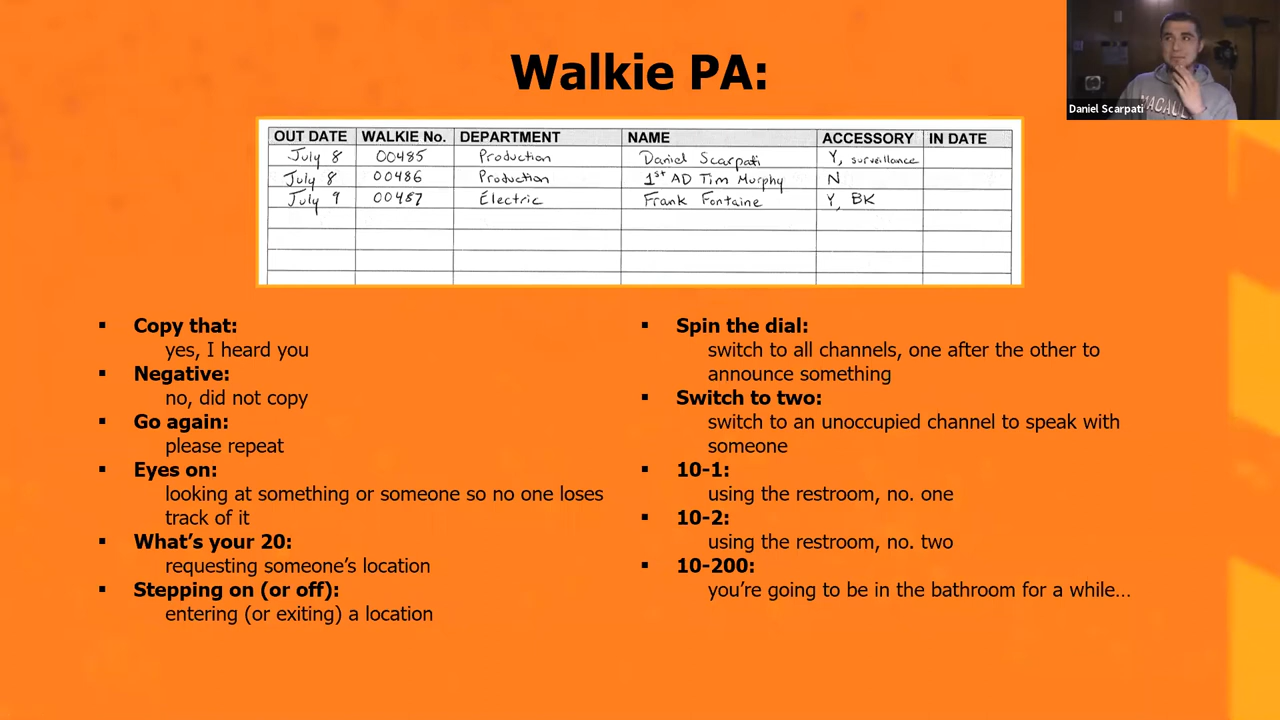 Walkie PA:
OUT DATE WALKIE No. DEPARTMENT NAME ACCESSORY IN DATE
July 8 00485 Production Daniel Scarpati Y, surveillance
July 8 00486 Production 1st AD Tim Murphy N
July 9 00487 Electric Frank Fontaine Y, BK
▪ Copy that:
yes, I heard you
▪ Negative:
no, did not copy
▪ Go again:
please repeat
▪ Eyes on:
looking at something or someone so no one loses
track of it
▪ What’s your 20:
requesting someone’s location
▪ Stepping on (or off):
entering (or exiting) a location
▪ Spin the dial:
switch to all channels, one after the other to
announce something
▪ Switch to two:
switch to an unoccupied channel to speak with
someone
▪ 10-1:
using the restroom, no. one
▪ 10-2:
using the restroom, no. two
▪ 10-200:
you’re going to be in the bathroom for a while…
Daniel Scarpati